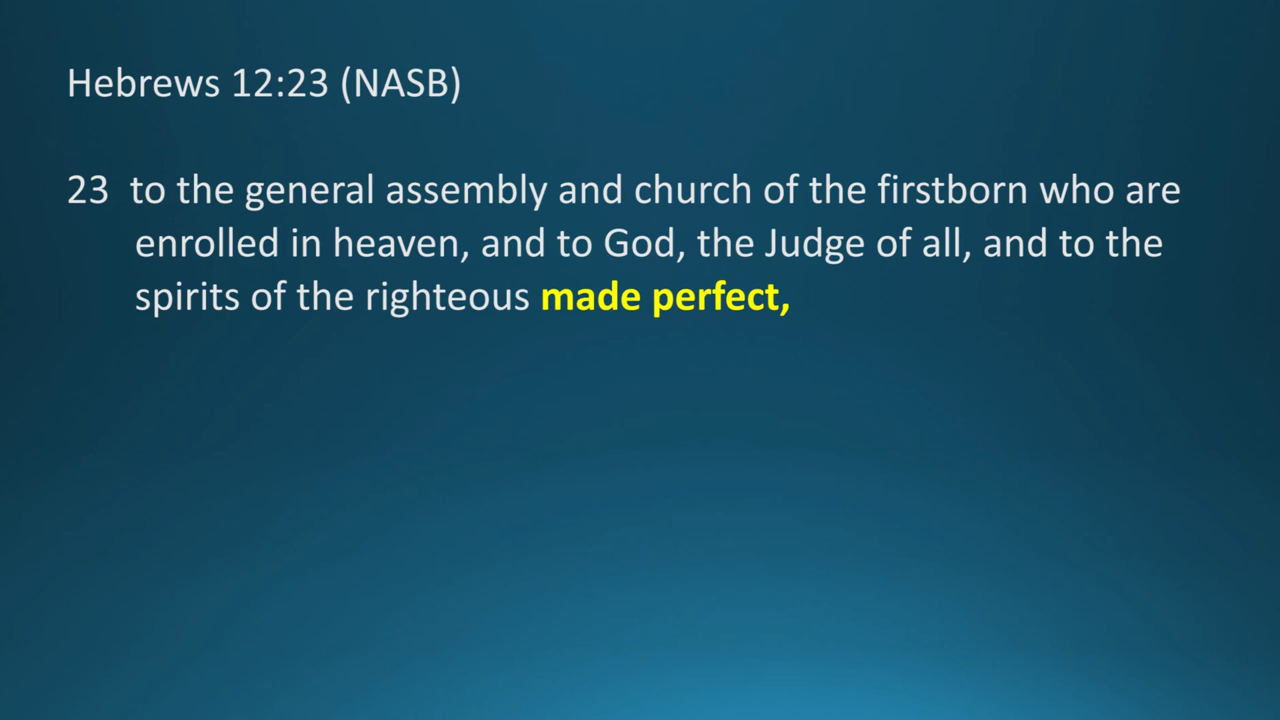 Hebrews 12:23 (NASB)
23 to the general assembly and church of the firstborn who are
enrolled in heaven, and to God, the Judge of all, and to the
spirits of the righteous made perfect,